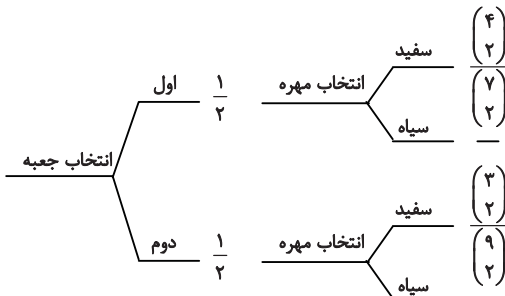 سفید (۴ ۲) / (۷ ۲)
اول ۱/۲ انتخاب مهره
سیاه —
انتخاب جعبه
سفید (۳ ۲) / (۹ ۲)
دوم ۱/۲ انتخاب مهره
سیاه